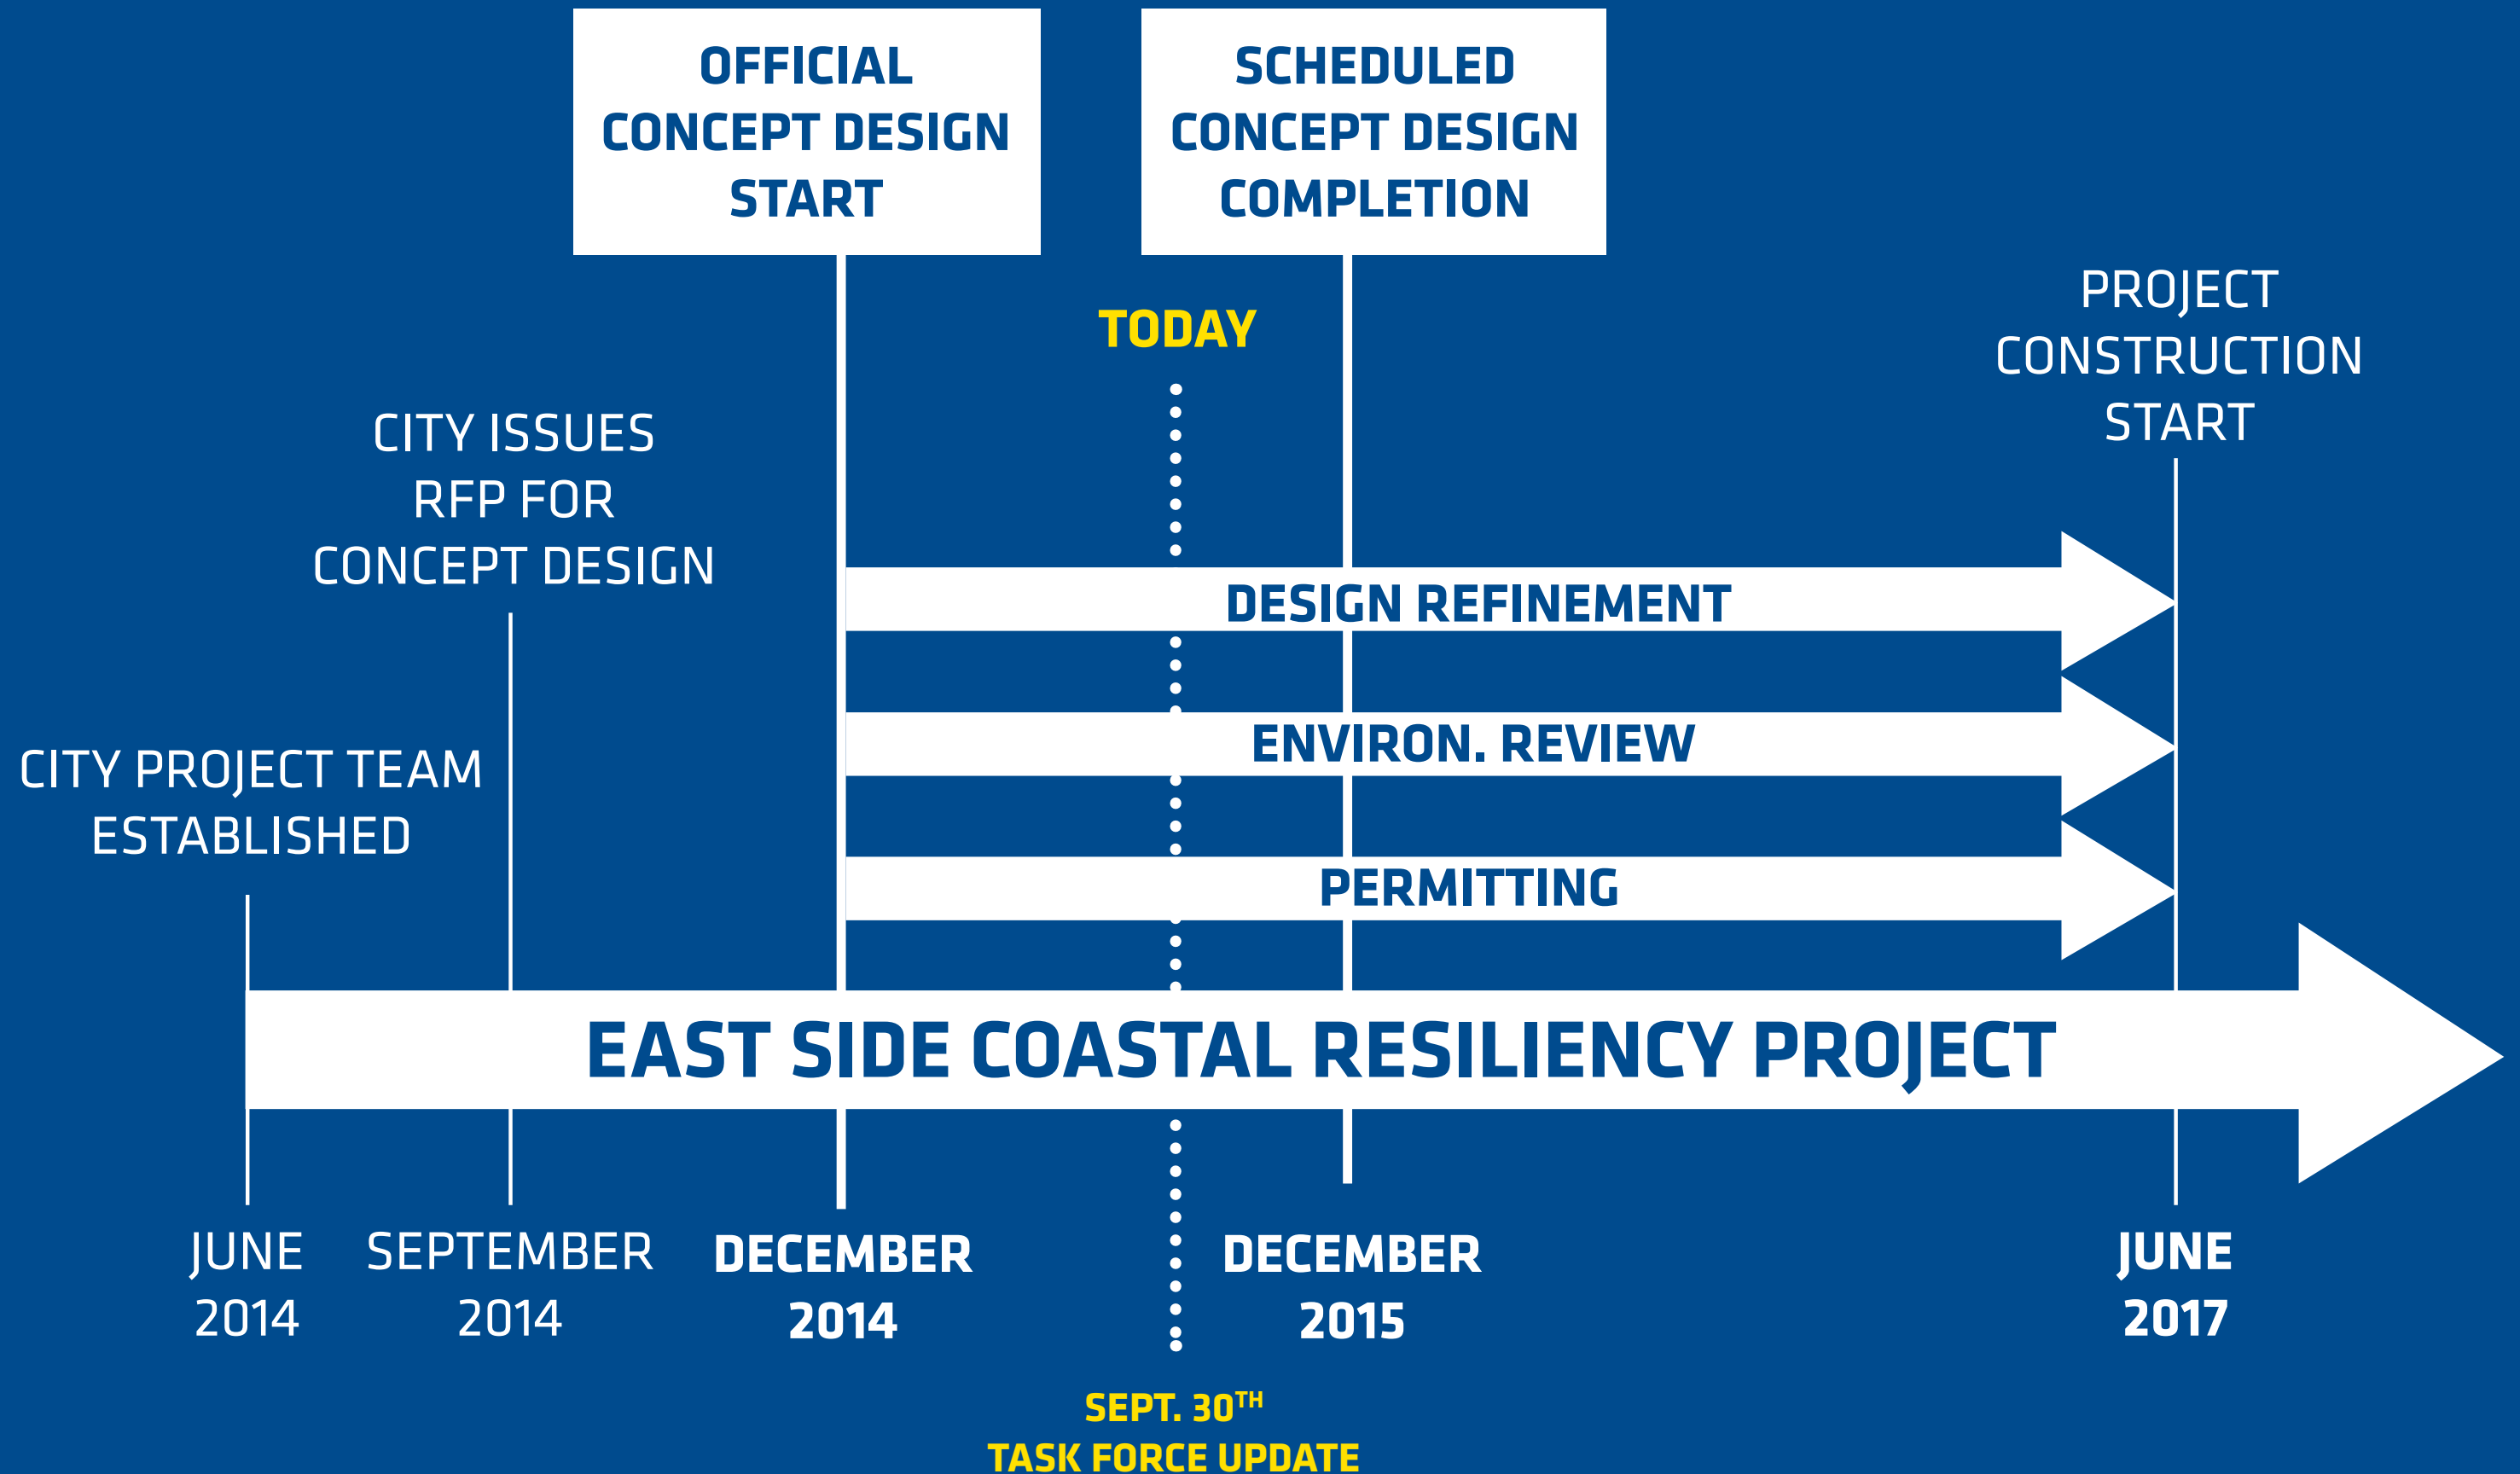 OFFICIAL
CONCEPT DESIGN
START
SCHEDULED
CONCEPT DESIGN
COMPLETION
TODAY
PROJECT
CONSTRUCTION
START
CITY ISSUES
RFP FOR
CONCEPT DESIGN
DESIGN REFINEMENT
CITY PROJECT TEAM
ESTABLISHED
ENVIRON. REVIEW
PERMITTING
EAST SIDE COASTAL RESILIENCY PROJECT
JUNE
2014
SEPTEMBER
2014
DECEMBER
2014
DECEMBER
2015
JUNE
2017
SEPT. 30TH
TASK FORCE UPDATE